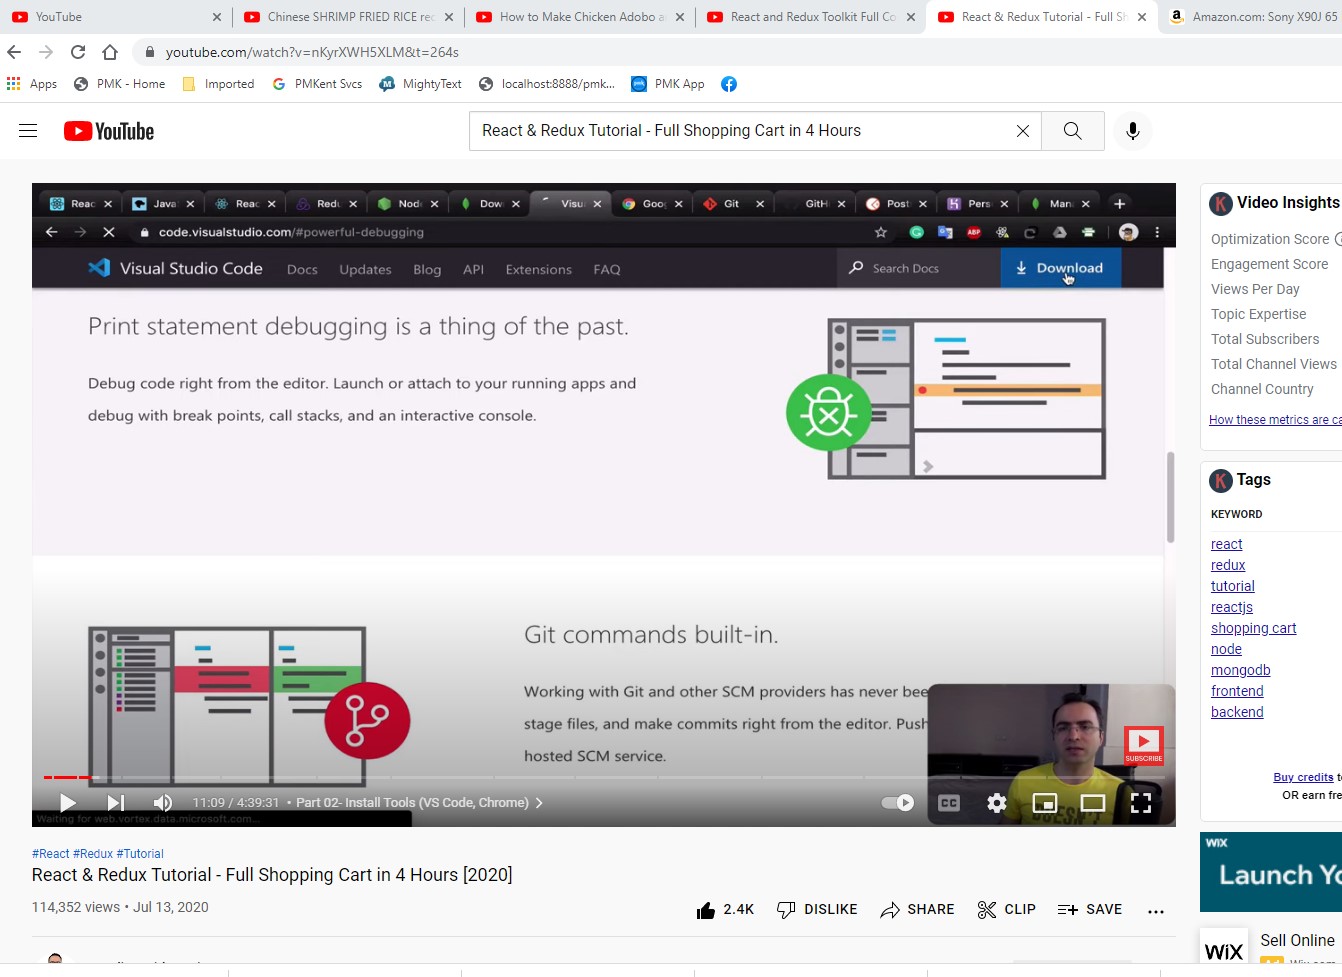 YouTube
Chinese SHRIMP FRIED RICE rec
How to Make Chicken Adobo a
React and Redux Toolkit Full Co
React & Redux Tutorial - Full Sh
Amazon.com: Sony X90J 65
youtube.com/watch?v=nKyrXWH5XLM&t=264s
Apps PMK - Home Imported PMKent Svcs MightyText localhost:8888/pmk... PMK App
YouTube
React & Redux Tutorial - Full Shopping Cart in 4 Hours
Reac Java Reac Redu Node Dow Visu Goog Git GitH Post Pers Man
code.visualstudio.com/#powerful-debugging
ABP
Visual Studio Code Docs Updates Blog API Extensions FAQ Search Docs Download
Print statement debugging is a thing of the past.
Debug code right from the editor. Launch or attach to your running apps and
debug with break points, call stacks, and an interactive console.
Git commands built-in.
Working with Git and other SCM providers has never bee
stage files, and make commits right from the editor. Push
hosted SCM service.
SUBSCRIBE
DOESN'T
11:09 / 4:39:31 • Part 02- Install Tools (VS Code, Chrome)
CC
Waiting for web.vortex.data.microsoft.com...
#React #Redux #Tutorial
React & Redux Tutorial - Full Shopping Cart in 4 Hours [2020]
114,352 views • Jul 13, 2020
2.4K DISLIKE SHARE CLIP SAVE
K Video Insights
Optimization Score
Engagement Score
Views Per Day
Topic Expertise
Total Subscribers
Total Channel Views
Channel Country
How these metrics are ca
K Tags
KEYWORD
react
redux
tutorial
reactjs
shopping cart
node
mongodb
frontend
backend
Buy credits t
OR earn fre
WIX
Launch Yo
WIX
Sell Online
Ad Wix.com